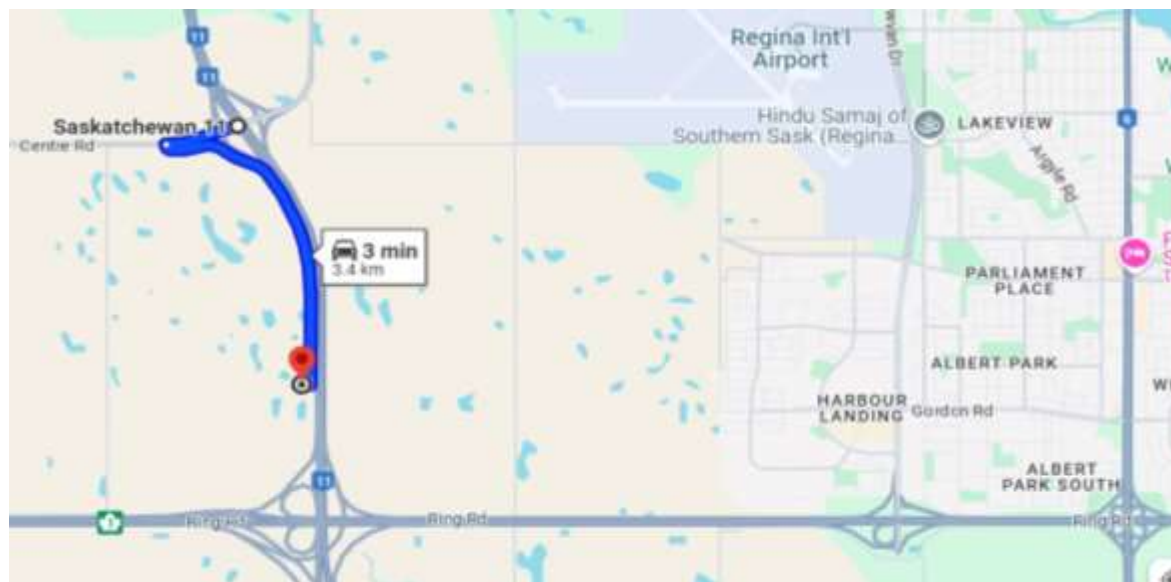 11
Regina Int'l
Airport
11
Saskatchewan 11
Centre Rd
Hindu Samaj of
Southern Sask (Regina...
LAKEVIEW
6
Argyle Rd
3 min
3.4 km
PARLIAMENT
PLACE
ALBERT PARK
HARBOUR
LANDING
Gordon Rd
ALBERT
PARK SOUTH
11
1
Ring Rd
Ring Rd
Ring Rd